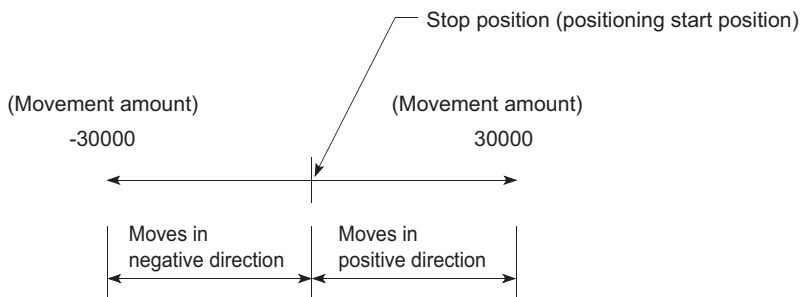 Stop position (positioning start position)
(Movement amount)
(Movement amount)
-30000
30000
Moves in
negative direction
Moves in
positive direction